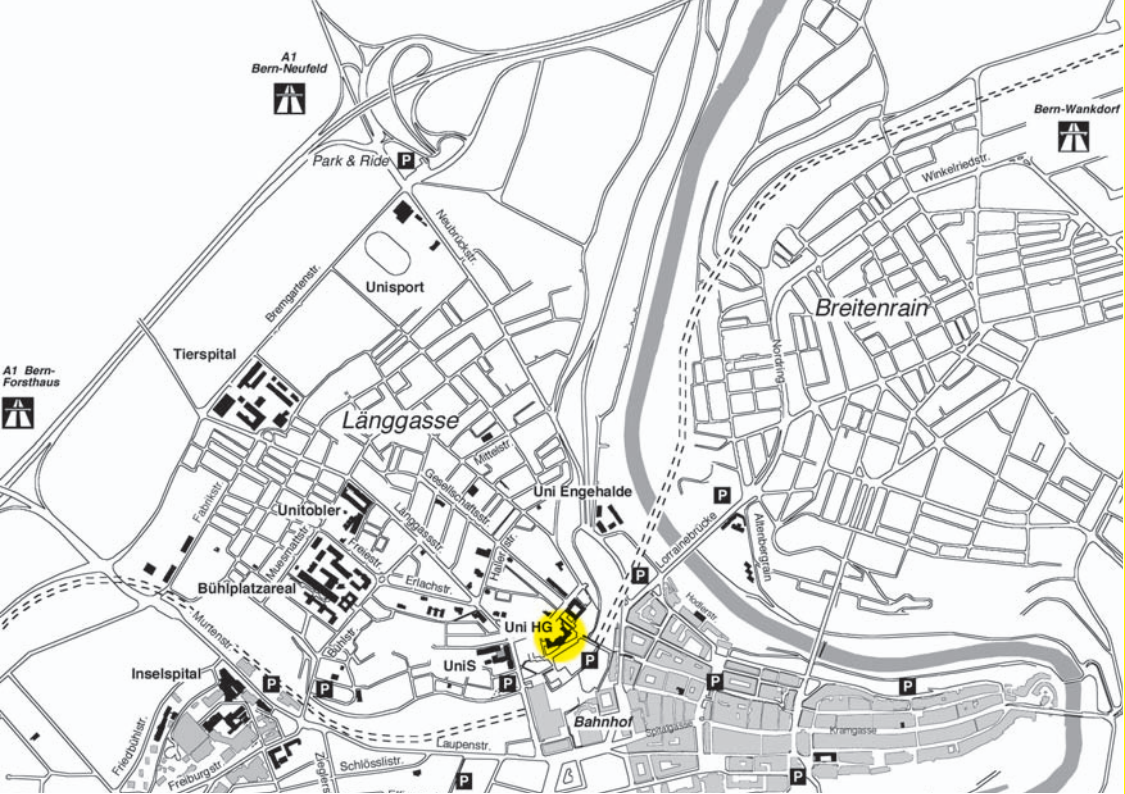 A1
Bern-Neufeld
Bern-Wankdorf
Park & Ride P
Winkelriedstr.
Neubrückstr.
Bremgartenstr.
Unisport
Breitenrain
Tierspital
Nordring
A1 Bern-
Forsthaus
Länggasse
Mittelstr.
Gesellschaftsstr.
Fabrikstr.
Uni Engehalde
P
Unitobler
Länggassstr.
Muesmattstr.
Freiestr.
Hallerstr.
Lorrainebrücke
Altenbergrain
Bühlplatzareal
Erlachstr.
P
Hodlerstr.
Murtenstr.
Uni HG
Bühlstr.
P
Inselspital
UniS
P
P
P
P
P
Friedbühlstr.
Bahnhof
Spitalgasse
Kramgasse
Laupenstr.
Freiburgstr.
Schlösslistr.
P
P